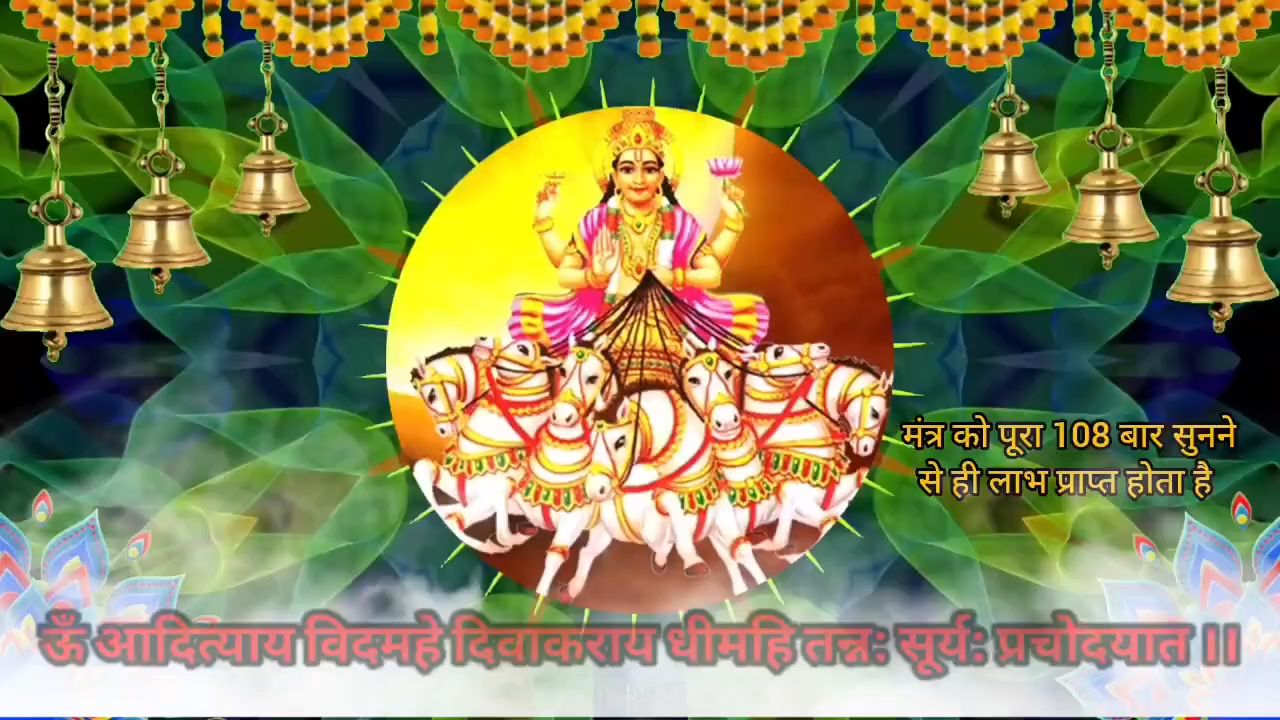 मंत्र को पूरा 108 बार सुनने
से ही लाभ प्राप्त होता है
ॐ आदित्याय विदमहे दिवाकराय धीमहि तन्न: सूर्य: प्रचोदयात ।।